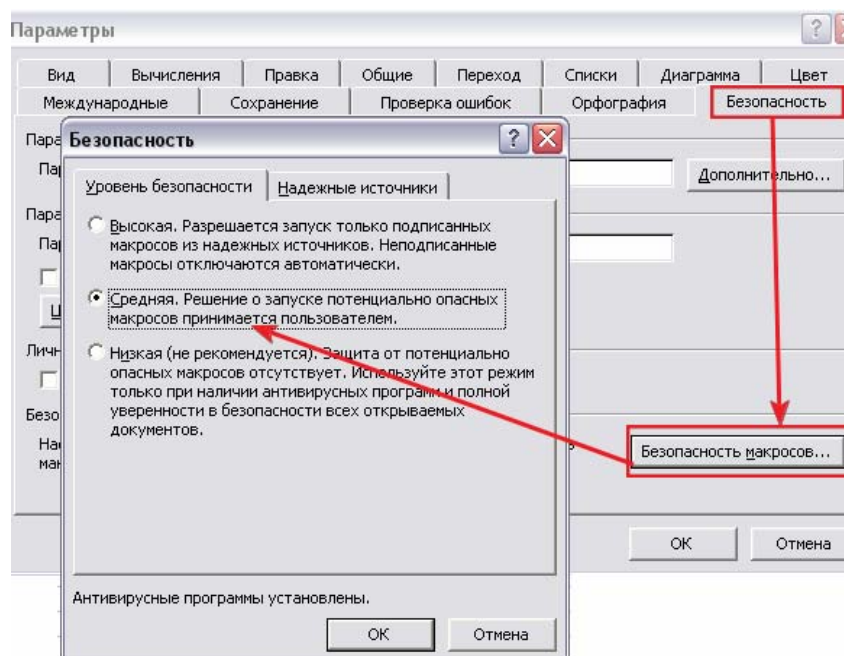 Параметры
Вид Вычисления Правка Общие Переход Списки Диаграмма Цвет
Международные Сохранение Проверка ошибок Орфография Безопасность
Безопасность
Уровень безопасности Надежные источники
Дополнительно...
Высокая. Разрешается запуск только подписанных
макросов из надежных источников. Неподписанные
макросы отключаются автоматически.
Средняя. Решение о запуске потенциально опасных
макросов принимается пользователем.
Низкая (не рекомендуется). Защита от потенциально
опасных макросов отсутствует. Используйте этот режим
только при наличии антивирусных программ и полной
уверенности в безопасности всех открываемых
документов.
Безопасность макросов...
ОК Отмена
Антивирусные программы установлены.
ОК Отмена